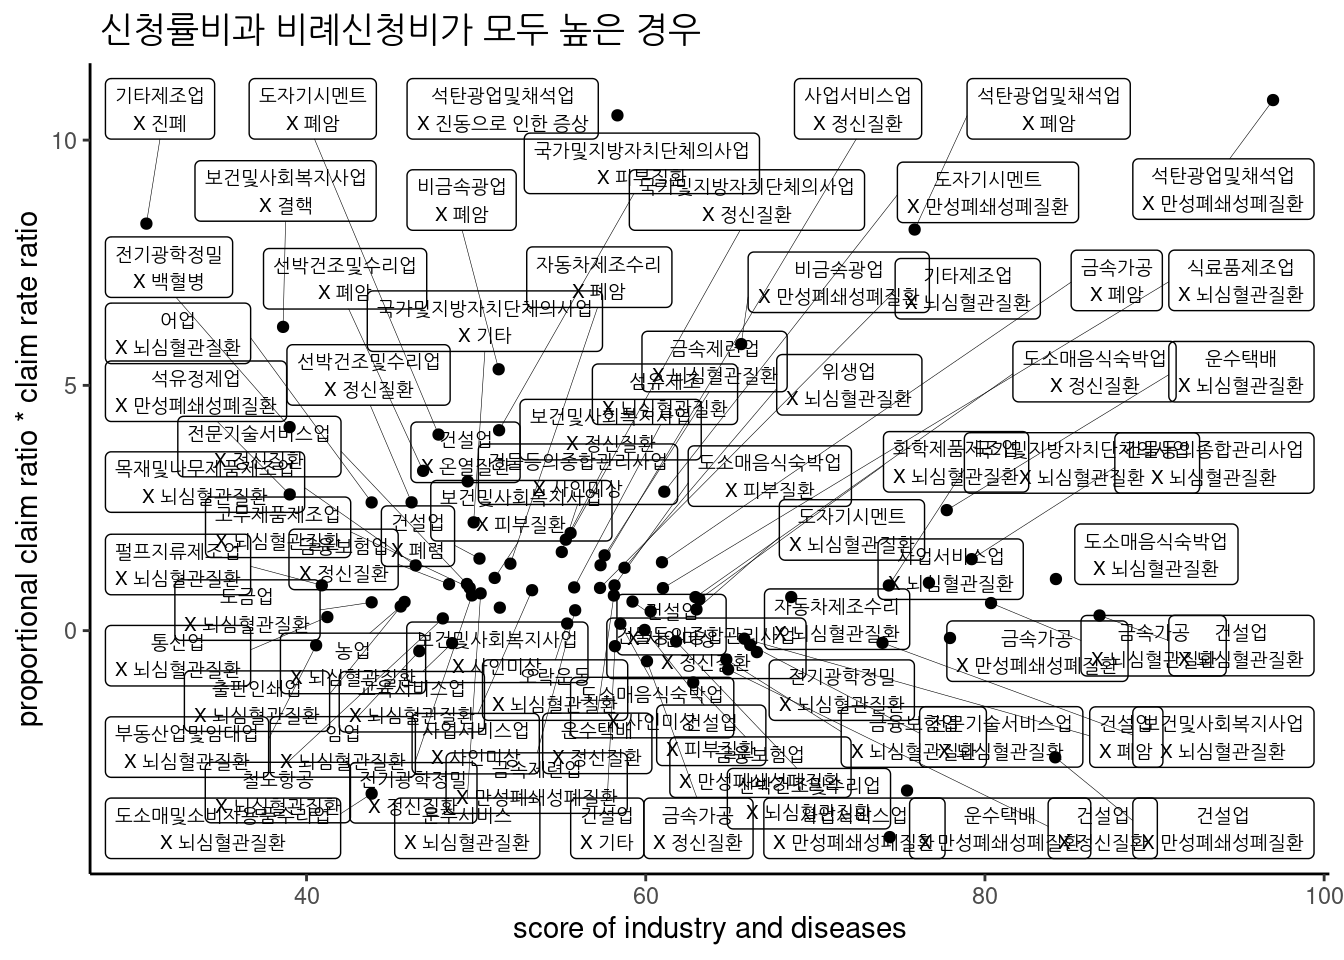 신청률비과 비례신청비가 모두 높은 경우
proportional claim ratio * claim rate ratio
10
5
0
기타제조업
X 진폐
도자기시멘트
X 폐암
석탄광업및채석업
X 진동으로 인한 증상
사업서비스업
X 정신질환
석탄광업및채석업
X 폐암
국가및지방자치단체의사업
X 피부질환
보건및사회복지사업
X 결핵
비금속광업
X 폐암
국가및지방자치단체의사업
X 정신질환
도자기시멘트
X 만성폐쇄성폐질환
석탄광업및채석업
X 만성폐쇄성폐질환
전기광학정밀
X 백혈병
선박건조및수리업
X 폐암
자동차제조수리
X 폐암
비금속광업
X 만성폐쇄성폐질환
기타제조업
X 뇌심혈관질환
금속가공
X 폐암
식료품제조업
X 뇌심혈관질환
어업
X 뇌심혈관질환
국가및지방자치단체의사업
X 기타
선박건조및수리업
X 정신질환
금속제련업
X 뇌심혈관질환
위생업
X 뇌심혈관질환
도소매음식숙박업
X 정신질환
운수택배
X 뇌심혈관질환
석유정제업
X 만성폐쇄성폐질환
X 뇌심혈관질환
전문기술서비스업
X 정신질환
건설업
X 온열질환
보건및사회복지사업
X 정신질환
건물등의종합관리사업
X 사인미상
도소매음식숙박업
X 피부질환
화학제품제조업
X 뇌심혈관질환
X 뇌심혈관질환
X 뇌심혈관질환
목재및나무제품제조업
X 뇌심혈관질환
보건및사회복지사업
X 피부질환
고무제품제조업
X 뇌심혈관질환
건설업
X 폐렴
도자기시멘트
X 뇌심혈관질환
펄프지류제조업
X 뇌심혈관질환
금융보험업
X 정신질환
사업서비스업
X 뇌심혈관질환
도소매음식숙박업
X 뇌심혈관질환
도금업
X 뇌심혈관질환
건설업
X 사인미상
자동차제조수리
X 뇌심혈관질환
통신업
X 뇌심혈관질환
농업
X 뇌심혈관질환
보건및사회복지사업
X 사인미상
건물등의종합관리사업
X 정신질환
금속가공
X 만성폐쇄성폐질환
금속가공
X 뇌심혈관질환
건설업
X 뇌심혈관질환
출판인쇄업
X 뇌심혈관질환
교육서비스업
X 뇌심혈관질환
오락운동
X 뇌심혈관질환
도소매음식숙박업
X 사인미상
전기광학정밀
X 뇌심혈관질환
부동산업및임대업
X 뇌심혈관질환
임업
X 뇌심혈관질환
사업서비스업
X 사인미상
운수택배
X 정신질환
건설업
X 피부질환
금융보험업
X 뇌심혈관질환
전문기술서비스업
X 뇌심혈관질환
건설업
X 폐암
보건및사회복지사업
X 뇌심혈관질환
철도항공
X 뇌심혈관질환
전기광학정밀
X 정신질환
금속제련업
X 만성폐쇄성폐질환
금융보험업
X 만성폐쇄성폐질환
선박건조및수리업
X 뇌심혈관질환
도소매및소비자용품수리업
X 뇌심혈관질환
운수서비스
X 뇌심혈관질환
건설업
X 기타
금속가공
X 정신질환
사업서비스업
X 만성폐쇄성폐질환
운수택배
X 만성폐쇄성폐질환
건설업
X 정신질환
건설업
X 만성폐쇄성폐질환
40
60
80
100
score of industry and diseases